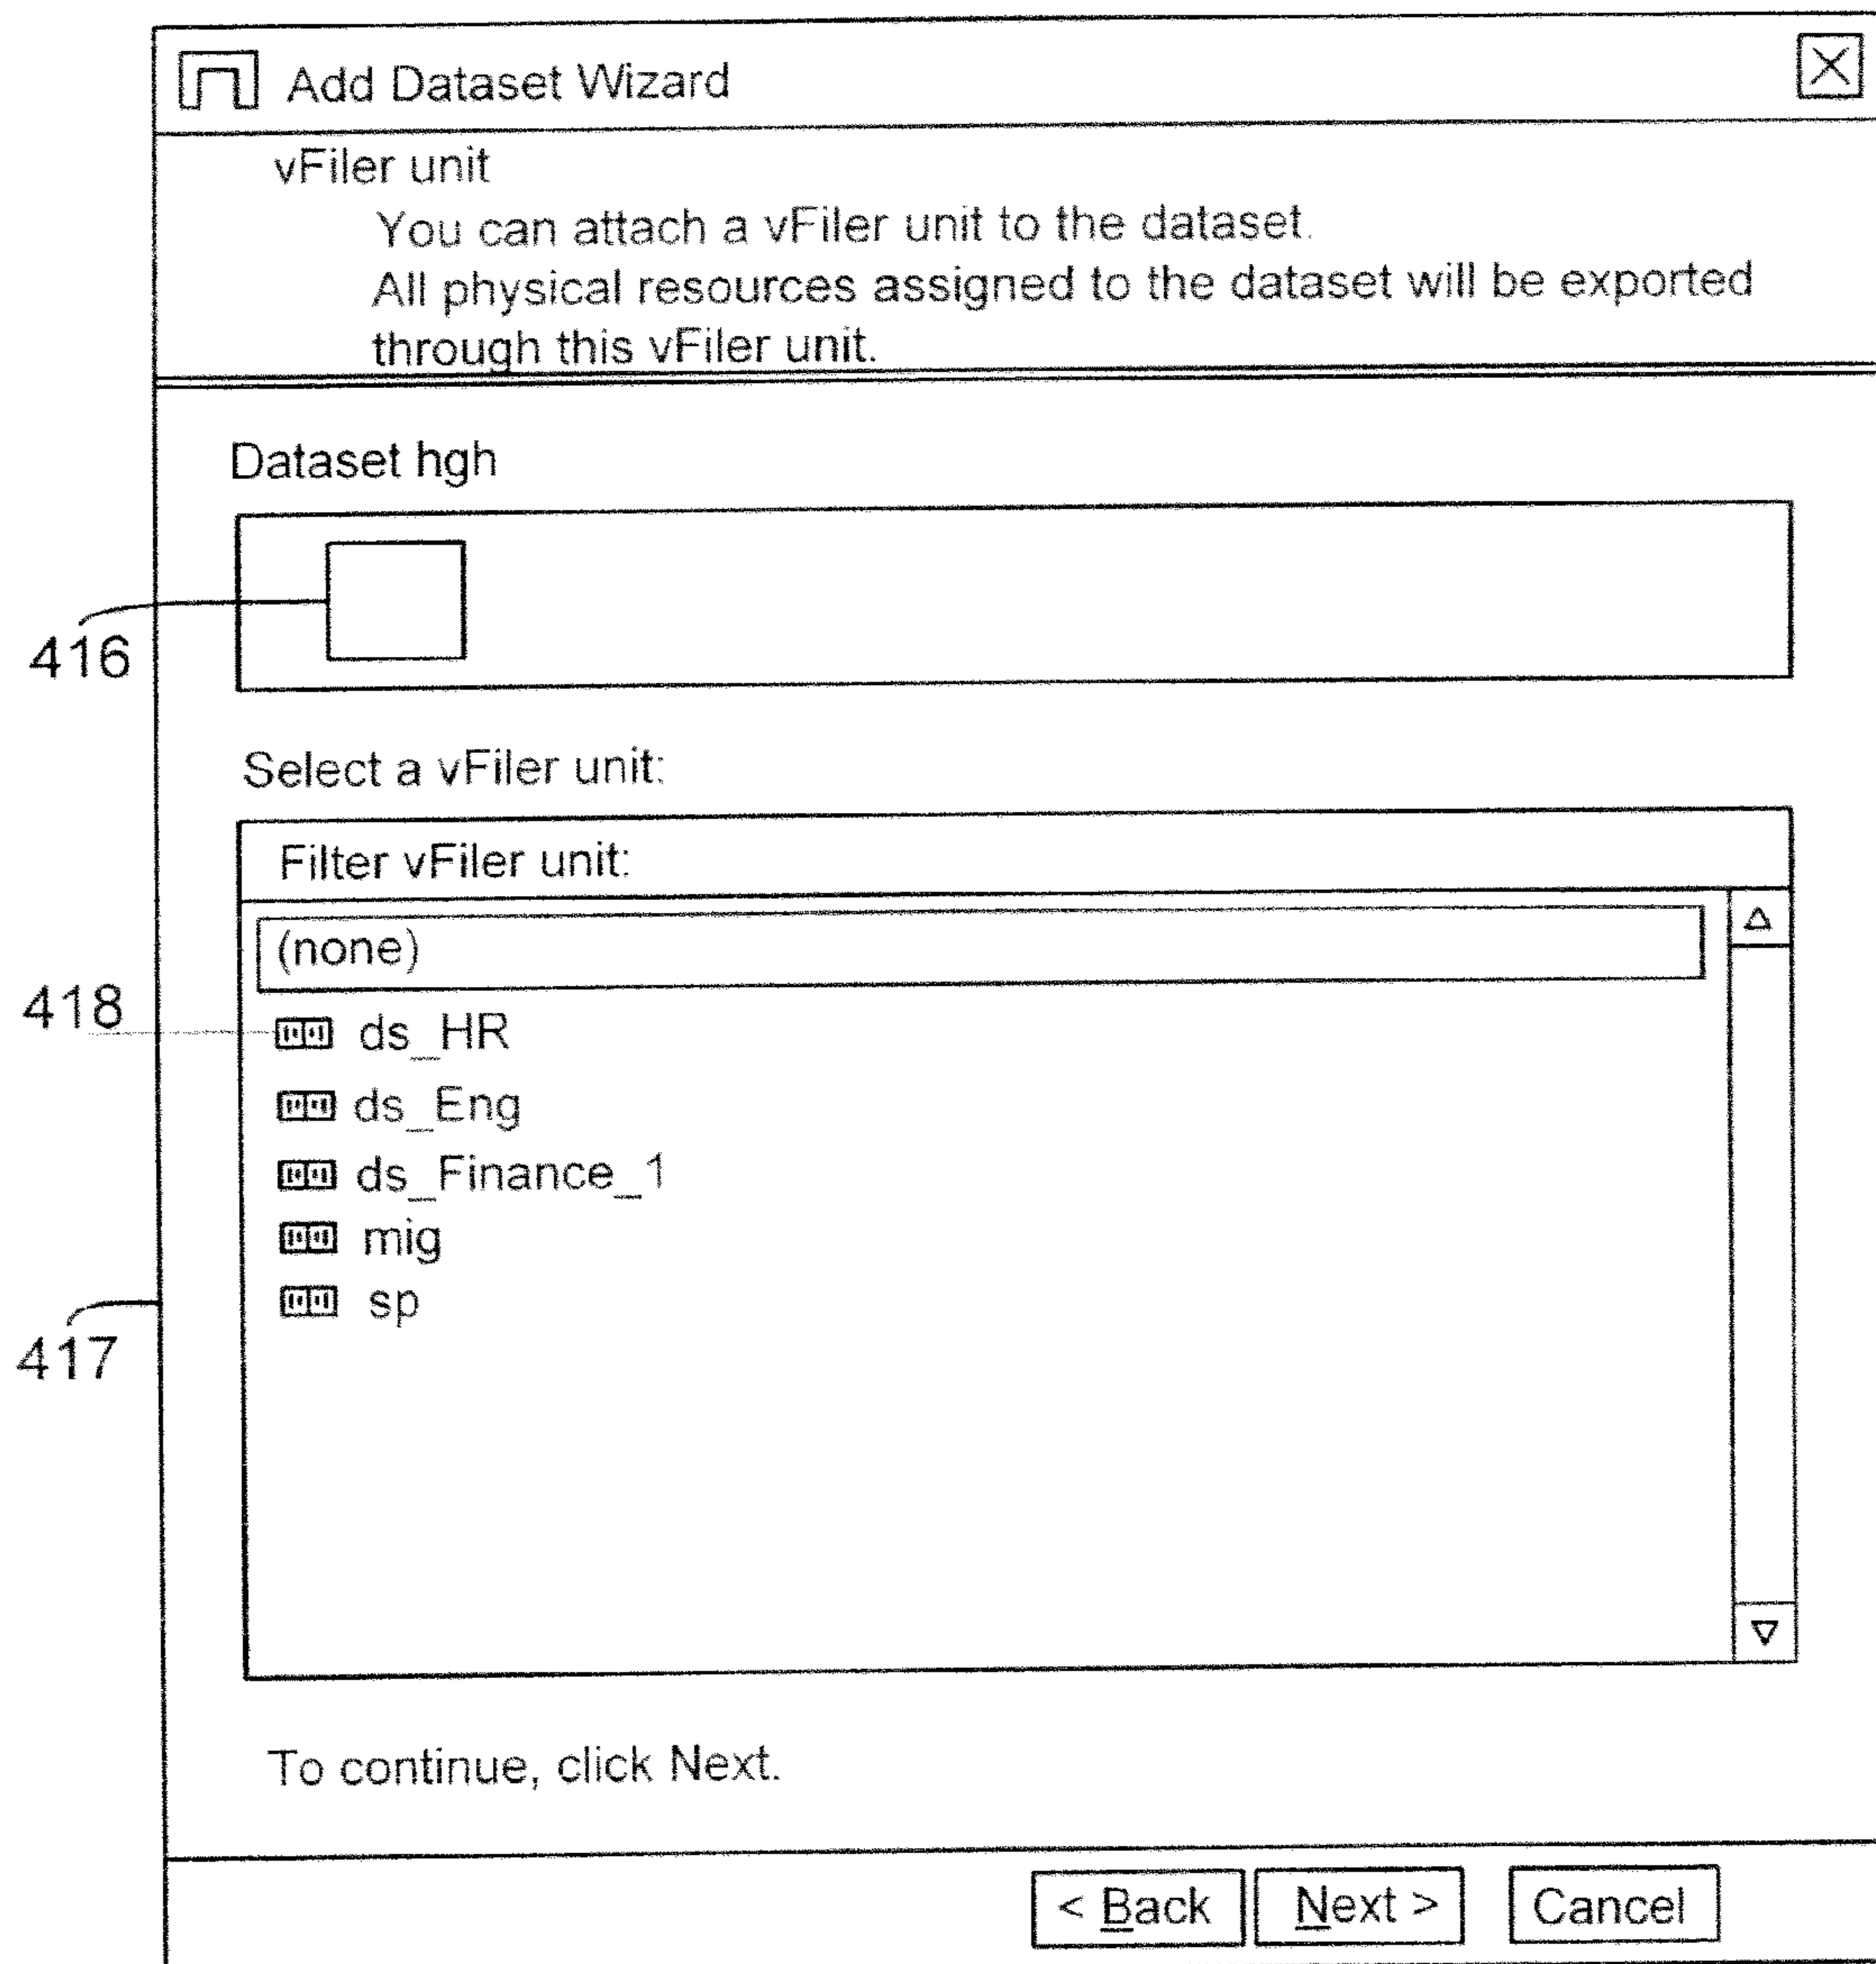 Add Dataset Wizard
vFiler unit
You can attach a vFiler unit to the dataset.
All physical resources assigned to the dataset will be exported
through this vFiler unit.
Dataset hgh
416
Select a vFiler unit:
Filter vFiler unit:
(none)
418
ds_HR
ds_Eng
ds_Finance_1
mig
sp
417
To continue, click Next.
< Back
Next >
Cancel